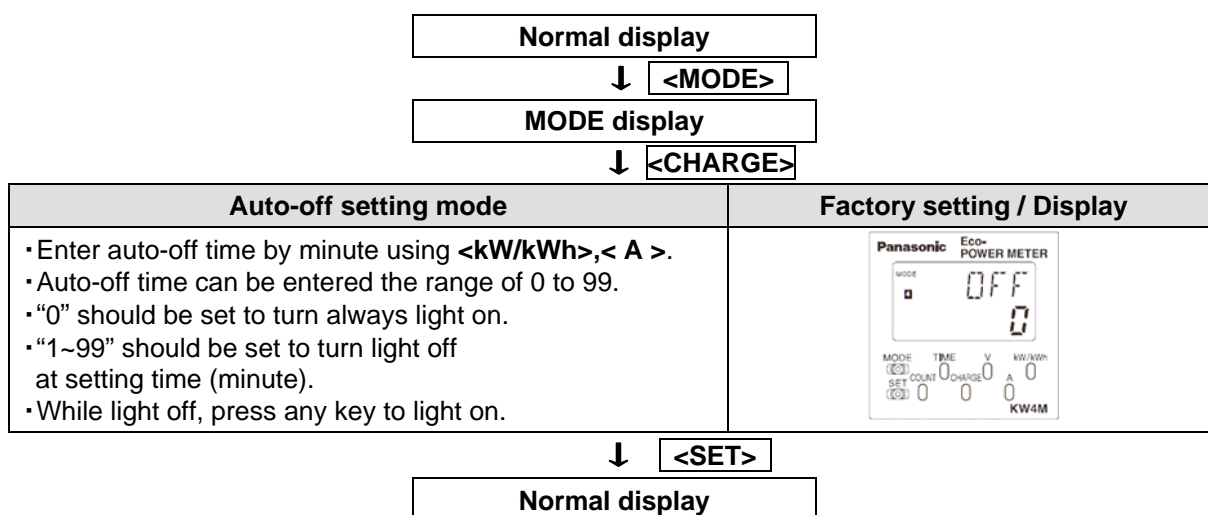 Normal display
↓ <MODE>
MODE display
↓ <CHARGE>
Auto-off setting mode
Factory setting / Display
・Enter auto-off time by minute using <kW/kWh>,< A >.
・Auto-off time can be entered the range of 0 to 99.
・“0” should be set to turn always light on.
・“1~99” should be set to turn light off
at setting time (minute).
・While light off, press any key to light on.
Panasonic Eco-
POWER METER
MODE
OFF
0
MODE TIME V kW/kWh
SET COUNT CHARGE A
KW4M
↓ <SET>
Normal display